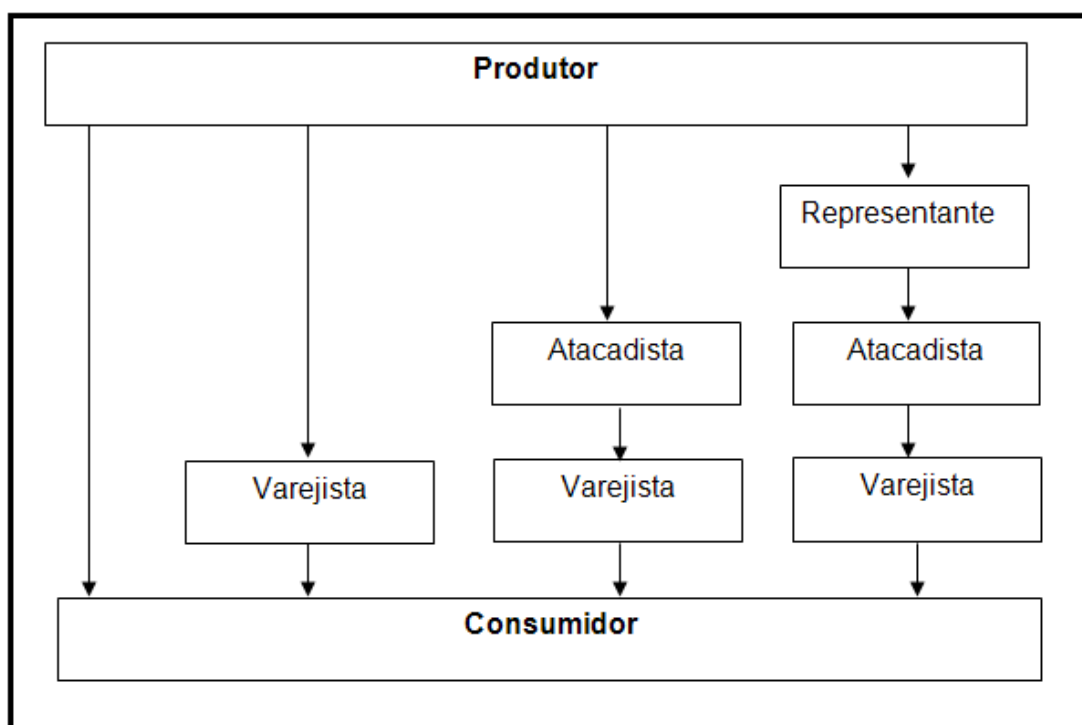 Produtor
Representante
Atacadista
Atacadista
Varejista
Varejista
Varejista
Consumidor